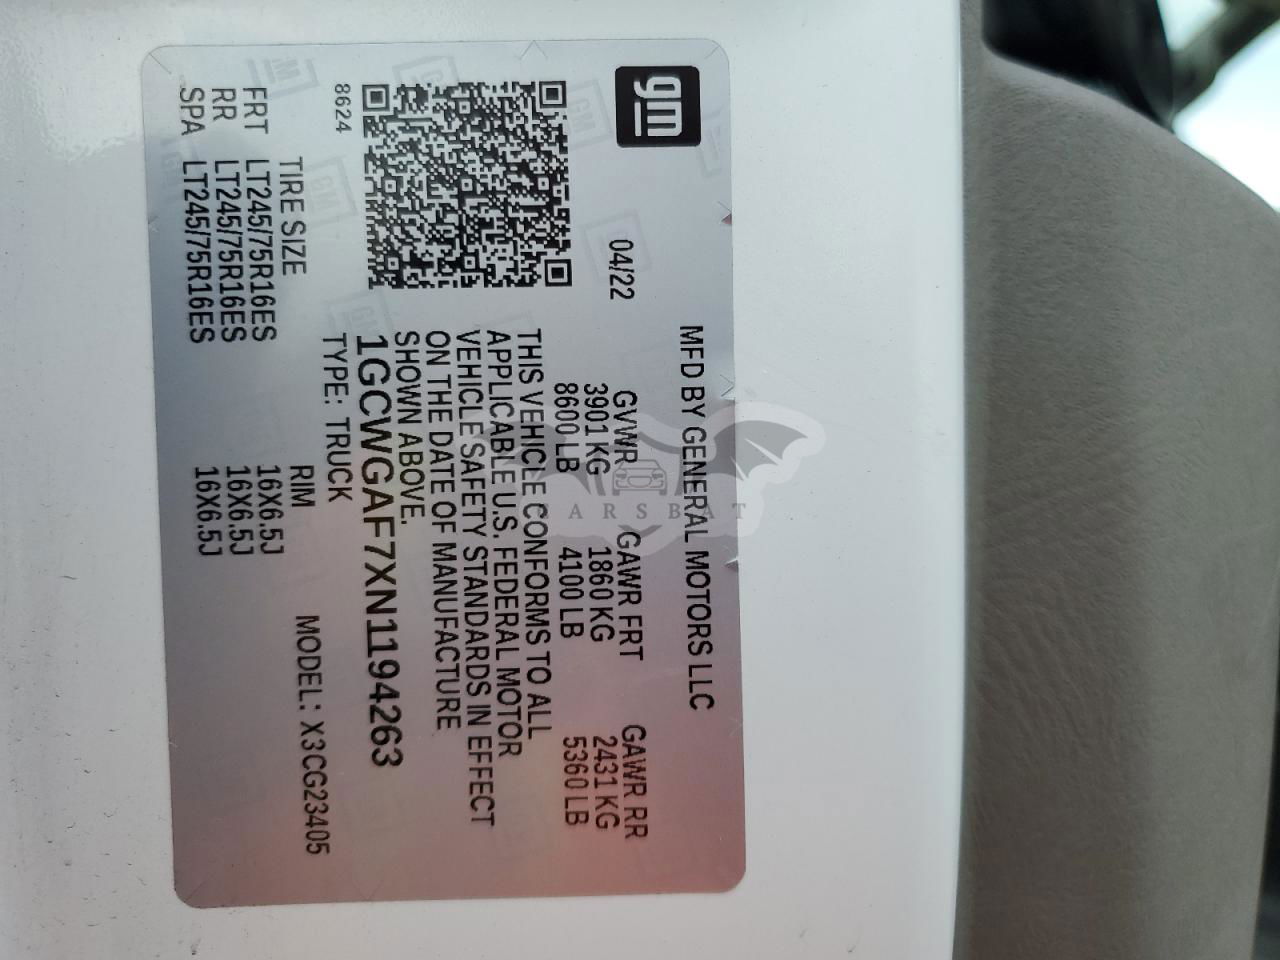 gm
MFD BY GENERAL MOTORS LLC
04/22
GVWR GAWR FRT GAWR RR
3901 KG 1860 KG 2431 KG
8600 LB 4100 LB 5360 LB
THIS VEHICLE CONFORMS TO ALL
APPLICABLE U.S. FEDERAL MOTOR
VEHICLE SAFETY STANDARDS IN EFFECT
ON THE DATE OF MANUFACTURE
SHOWN ABOVE.
1GCWGAF7XN1194263
TYPE: TRUCK
8624
MODEL: X3CG23405
TIRE SIZE RIM
FRT LT245/75R16ES 16X6.5J
RR LT245/75R16ES 16X6.5J
SPA LT245/75R16ES 16X6.5J
CARSBAT